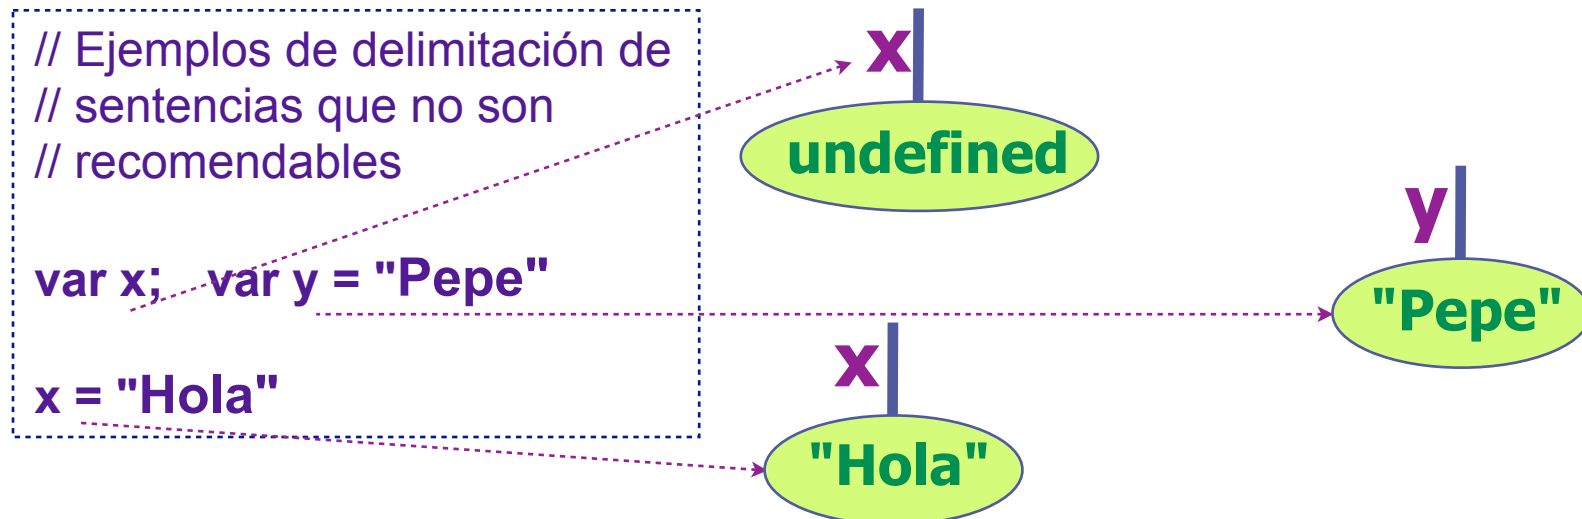 // Ejemplos de delimitación de
// sentencias que no son
// recomendables
var x;   var y = "Pepe"
x = "Hola"
x
undefined
y
"Pepe"
x
"Hola"